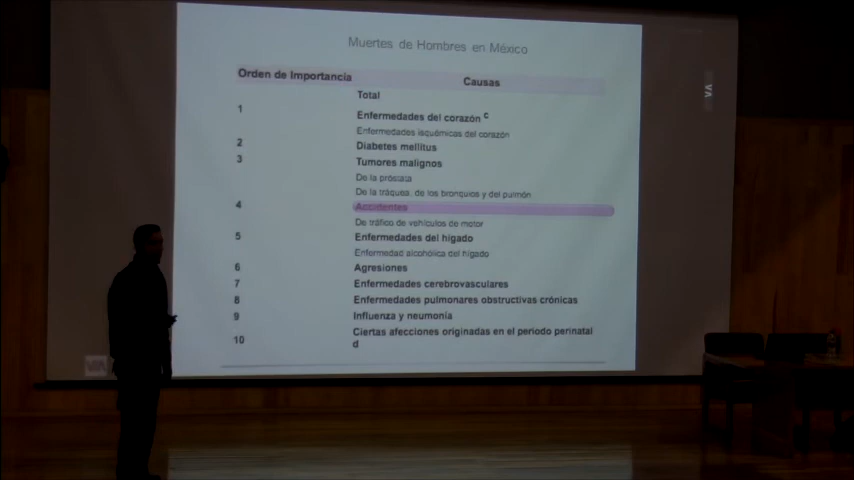 Muertes de Hombres en México
Orden de Importancia Causas
Total
1 Enfermedades del corazón c
Enfermedades isquémicas del corazón
2 Diabetes mellitus
3 Tumores malignos
De la próstata
De la tráquea, de los bronquios y del pulmón
4 Accidentes
De tráfico de vehículos de motor
5 Enfermedades del hígado
Enfermedad alcohólica del hígado
6 Agresiones
7 Enfermedades cerebrovasculares
8 Enfermedades pulmonares obstructivas crónicas
9 Influenza y neumonía
10 Ciertas afecciones originadas en el periodo perinatal
d